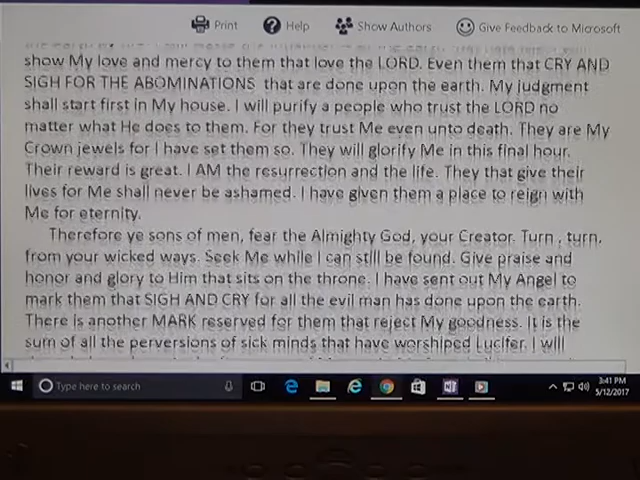 Print Help Show Authors Give Feedback to Microsoft
show My love and mercy to them that love the LORD. Even them that CRY AND
SIGH FOR THE ABOMINATIONS that are done upon the earth. My judgment
shall start first in My house. I will purify a people who trust the LORD no
matter what He does to them. For they trust Me even unto death. They are My
Crown jewels for I have set them so. They will glorify Me in this final hour.
Their reward is great. I AM the resurrection and the life. They that give their
lives for Me shall never be ashamed. I have given them a place to reign with
Me for eternity.
Therefore ye sons of men, fear the Almighty God, your Creator. Turn , turn,
from your wicked ways. Seek Me while I can still be found. Give praise and
honor and glory to Him that sits on the throne. I have sent out My Angel to
mark them that SIGH AND CRY for all the evil man has done upon the earth.
There is another MARK reserved for them that reject My goodness. It is the
sum of all the perversions of sick minds that have worshiped Lucifer. I will
Type here to search
3:41 PM
5/12/2017